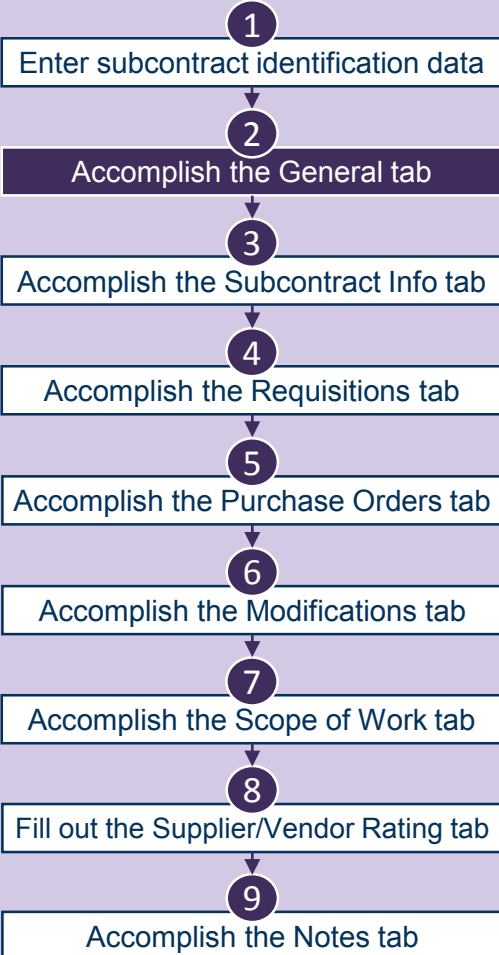 1
Enter subcontract identification data
2
Accomplish the General tab
3
Accomplish the Subcontract Info tab
4
Accomplish the Requisitions tab
5
Accomplish the Purchase Orders tab
6
Accomplish the Modifications tab
7
Accomplish the Scope of Work tab
8
Fill out the Supplier/Vendor Rating tab
9
Accomplish the Notes tab